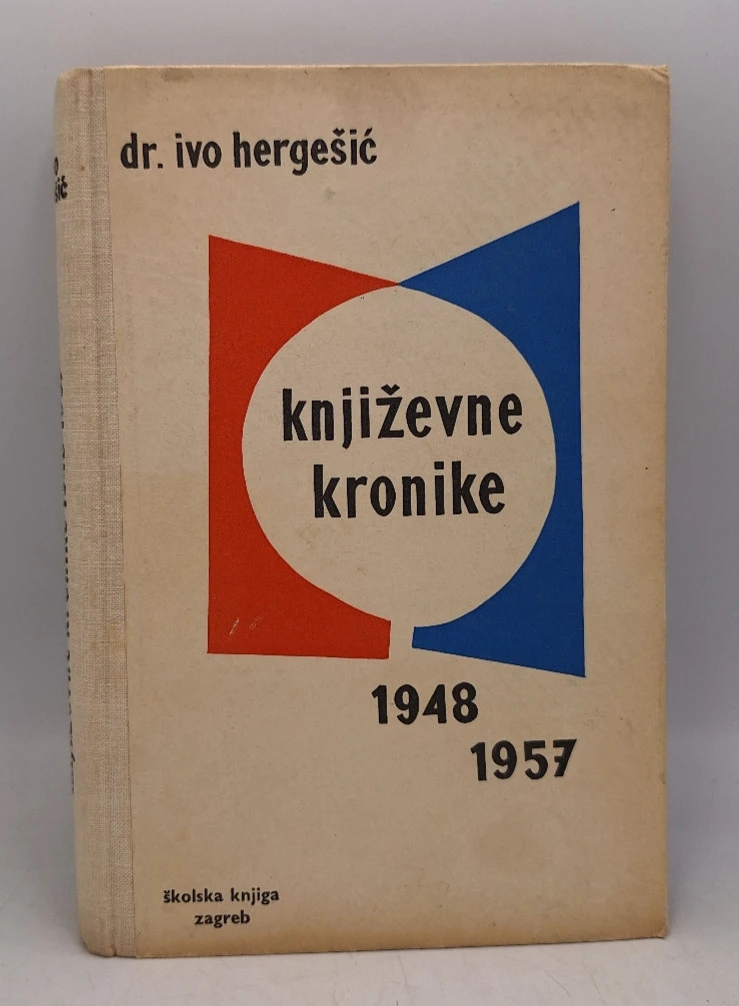 dr. ivo hergešić
književne
kronike
1948
1957
školska knjiga
zagreb